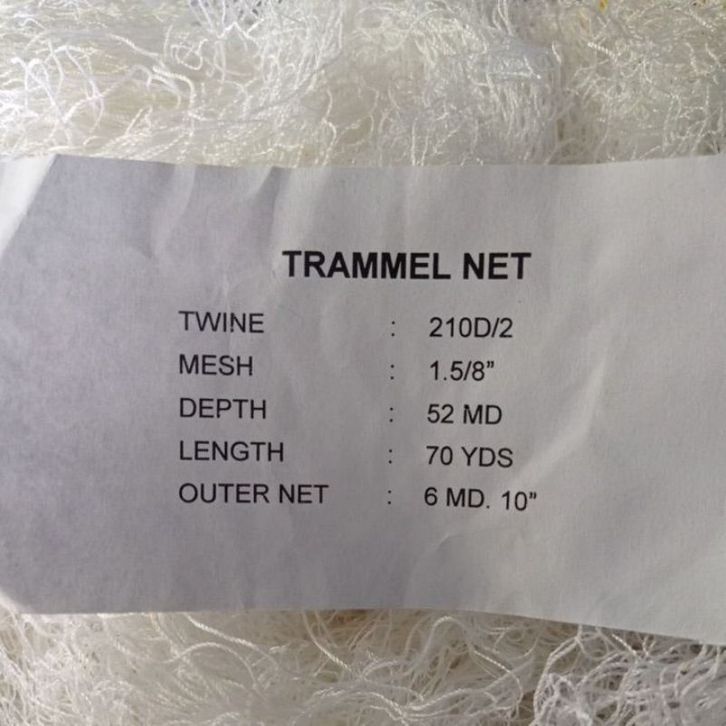 TRAMMEL NET
TWINE : 210D/2
MESH : 1.5/8”
DEPTH : 52 MD
LENGTH : 70 YDS
OUTER NET : 6 MD. 10”